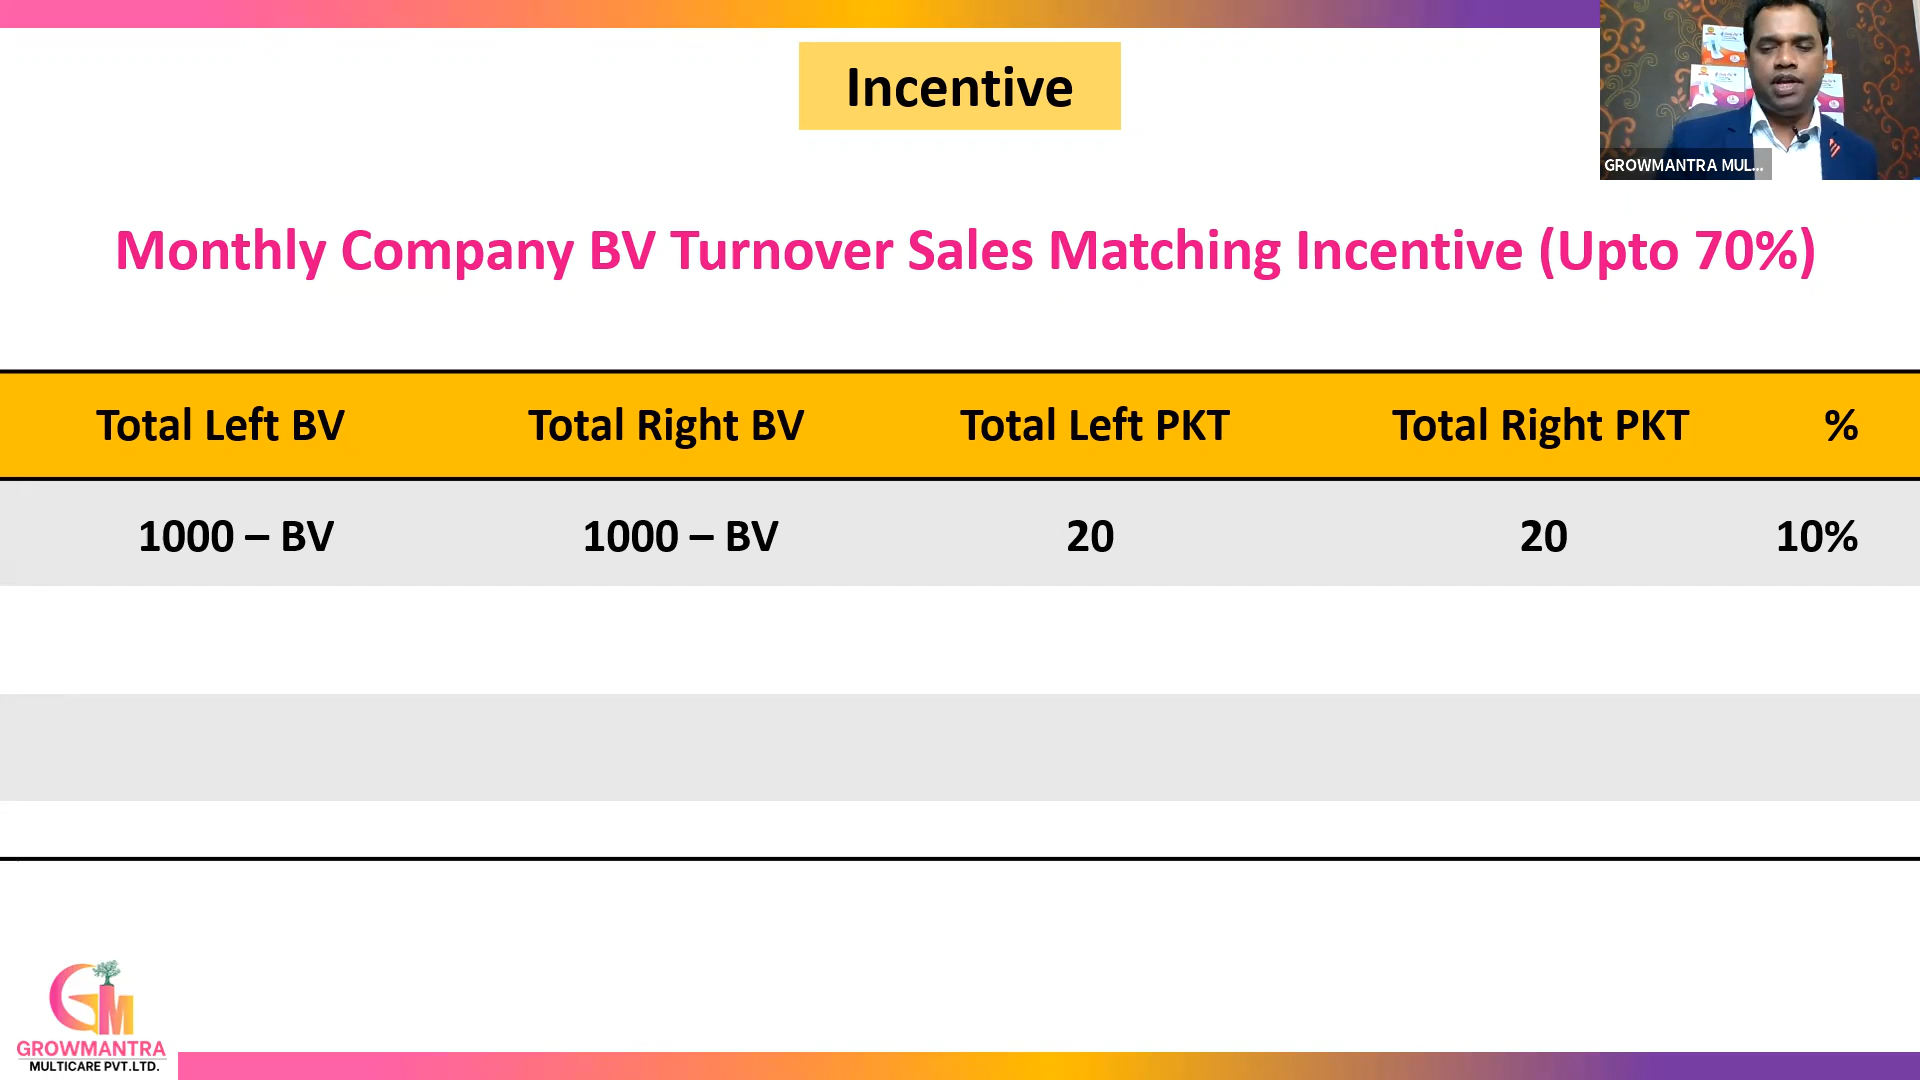 Incentive
GROWMANTRA MUL...
Monthly Company BV Turnover Sales Matching Incentive (Upto 70%)
Total Left BV Total Right BV Total Left PKT Total Right PKT %
1000 – BV 1000 – BV 20 20 10%
GM
GROWMANTRA
MULTICARE PVT.LTD.